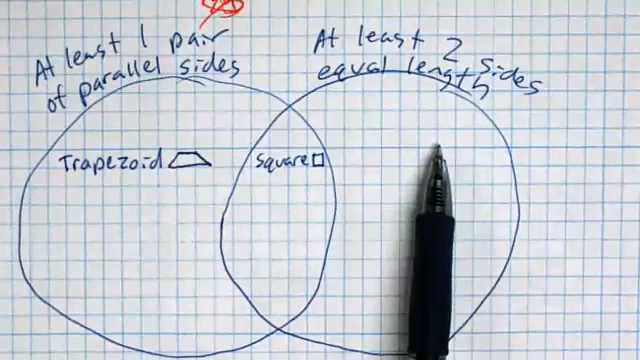 At least 1 pair
of parallel sides
At least 2 sides
equal length
Trapezoid
Square